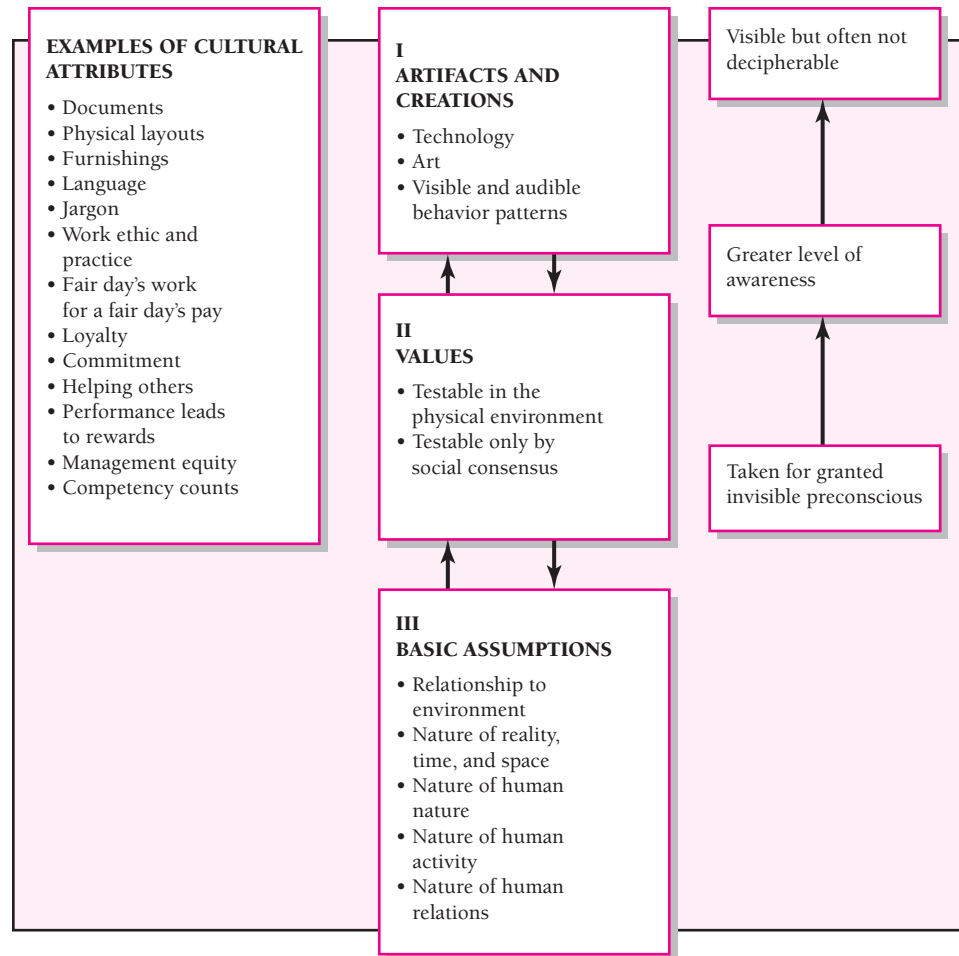 EXAMPLES OF CULTURAL
ATTRIBUTES
• Documents
• Physical layouts
• Furnishings
• Language
• Jargon
• Work ethic and
practice
• Fair day's work
for a fair day's pay
• Loyalty
• Commitment
• Helping others
• Performance leads
to rewards
• Management equity
• Competency counts
I
ARTIFACTS AND
CREATIONS
• Technology
• Art
• Visible and audible
behavior patterns
II
VALUES
• Testable in the
physical environment
• Testable only by
social consensus
III
BASIC ASSUMPTIONS
• Relationship to
environment
• Nature of reality,
time, and space
• Nature of human
nature
• Nature of human
activity
• Nature of human
relations
Visible but often not
decipherable
Greater level of
awareness
Taken for granted
invisible preconscious